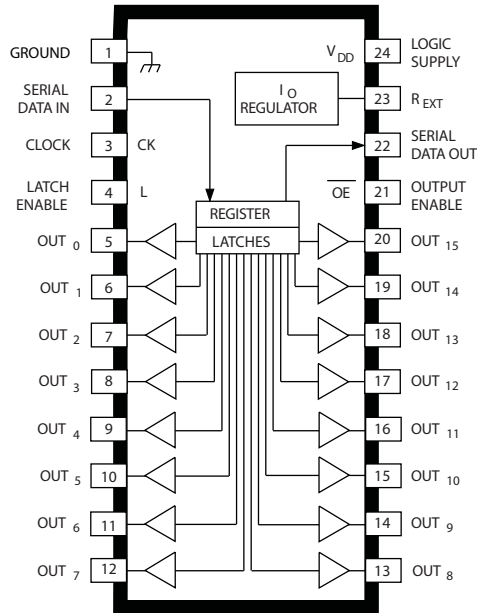 GROUND 1
SERIAL DATA IN 2
CLOCK 3 CK
LATCH ENABLE 4 L
OUT 0 5
OUT 1 6
OUT 2 7
OUT 3 8
OUT 4 9
OUT 5 10
OUT 6 11
OUT 7 12
I O
REGULATOR
REGISTER
LATCHES
V DD 24 LOGIC SUPPLY
23 R EXT
22 SERIAL DATA OUT
OE 21 OUTPUT ENABLE
20 OUT 15
19 OUT 14
18 OUT 13
17 OUT 12
16 OUT 11
15 OUT 10
14 OUT 9
13 OUT 8